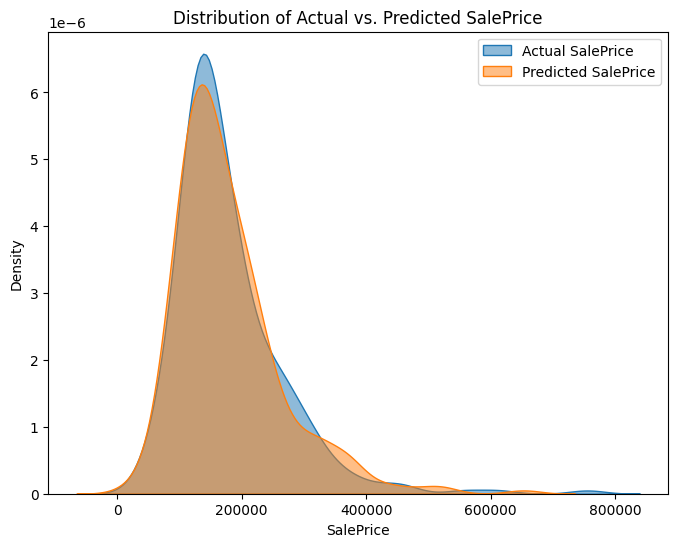 Distribution of Actual vs. Predicted SalePrice
1e−6
Actual SalePrice
Predicted SalePrice
6
5
4
3
2
1
0
Density
0 200000 400000 600000 800000
SalePrice